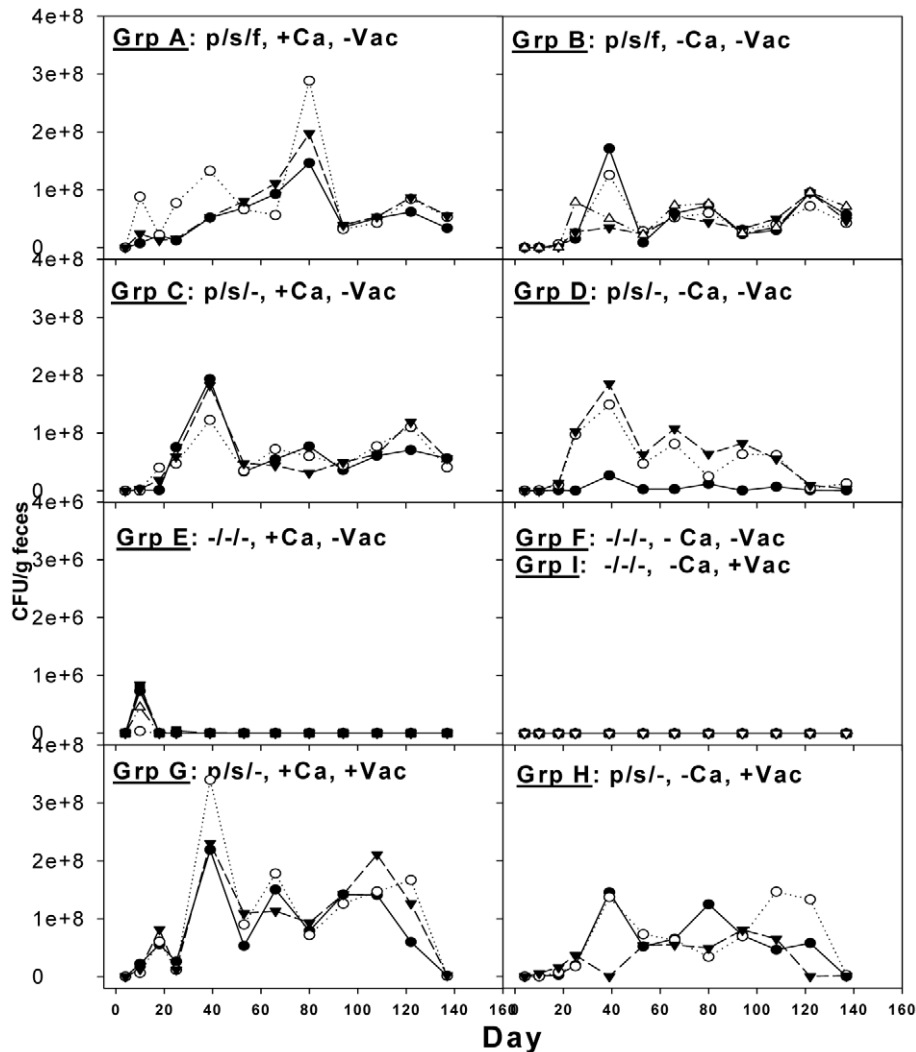 4e+8
3e+8
2e+8
1e+8
0
Grp A: p/s/f, +Ca, -Vac
Grp B: p/s/f, -Ca, -Vac
4e+8
3e+8
2e+8
1e+8
0
Grp C: p/s/-, +Ca, -Vac
Grp D: p/s/-, -Ca, -Vac
CFU/g feces
4e+6
3e+6
2e+6
1e+6
0
Grp E: -/-/-, +Ca, -Vac
Grp F: -/-/-, - Ca, -Vac
Grp I: -/-/-, -Ca, +Vac
4e+8
3e+8
2e+8
1e+8
0
Grp G: p/s/-, +Ca, +Vac
Grp H: p/s/-, -Ca, +Vac
0 20 40 60 80 100 120 140 160 0 20 40 60 80 100 120 140 160
Day